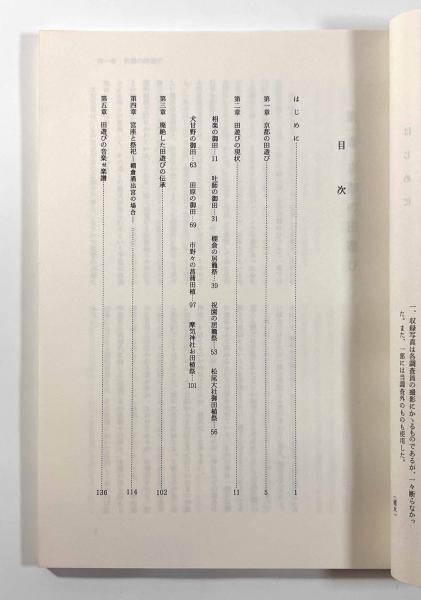 一、収録写真は各調査員の撮影にかゝるものであるが、一々断らなかっ
た。また、一部には当調査外のものも使用した。
目次
はじめに……1
第一章 京都の田遊び……5
第二章 田遊びの現状……11
相楽の御田…11 吐師の御田…31 棚倉の居籠祭…39 祝園の居籠祭…53 松尾大社御田植祭…56
犬甘野の御田…63 田原の御田…69 市野々の菖蒲田植…97 摩気神社お田植祭…101
第三章 廃絶した田遊びの伝承……102
第四章 宮座と祭祀―棚倉涌出宮の場合―……114
第五章 田遊びの音楽と楽譜……136